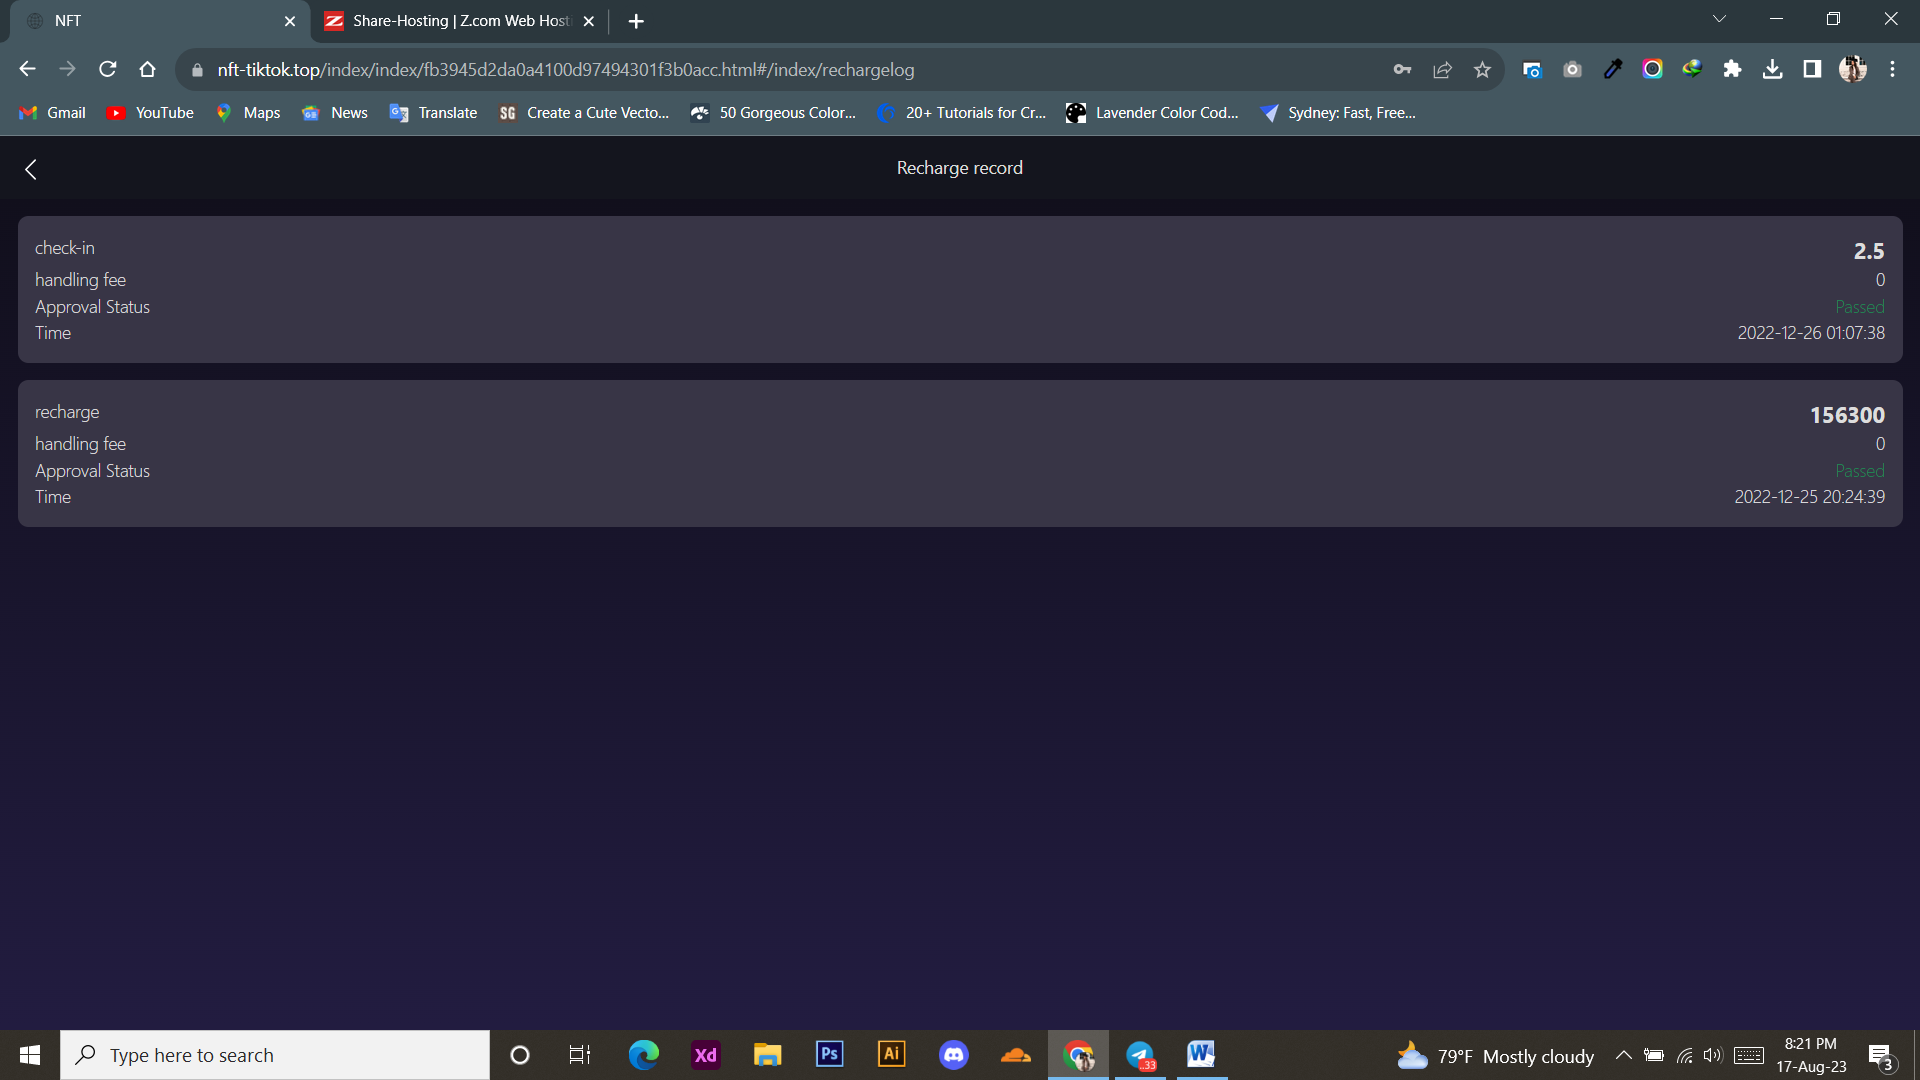 NFT
Share-Hosting | Z.com Web Hosti
nft-tiktok.top/index/index/fb3945d2da0a4100d97494301f3b0acc.html#/index/rechargelog
Gmail
YouTube
Maps
News
Translate
SG Create a Cute Vecto...
50 Gorgeous Color...
20+ Tutorials for Cr...
Lavender Color Cod...
Sydney: Fast, Free...
Recharge record
check-in 2.5
handling fee 0
Approval Status Passed
Time 2022-12-26 01:07:38
recharge 156300
handling fee 0
Approval Status Passed
Time 2022-12-25 20:24:39
Type here to search
Xd
Ps
Ai
..33
W
79°F Mostly cloudy
8:21 PM
17-Aug-23
3